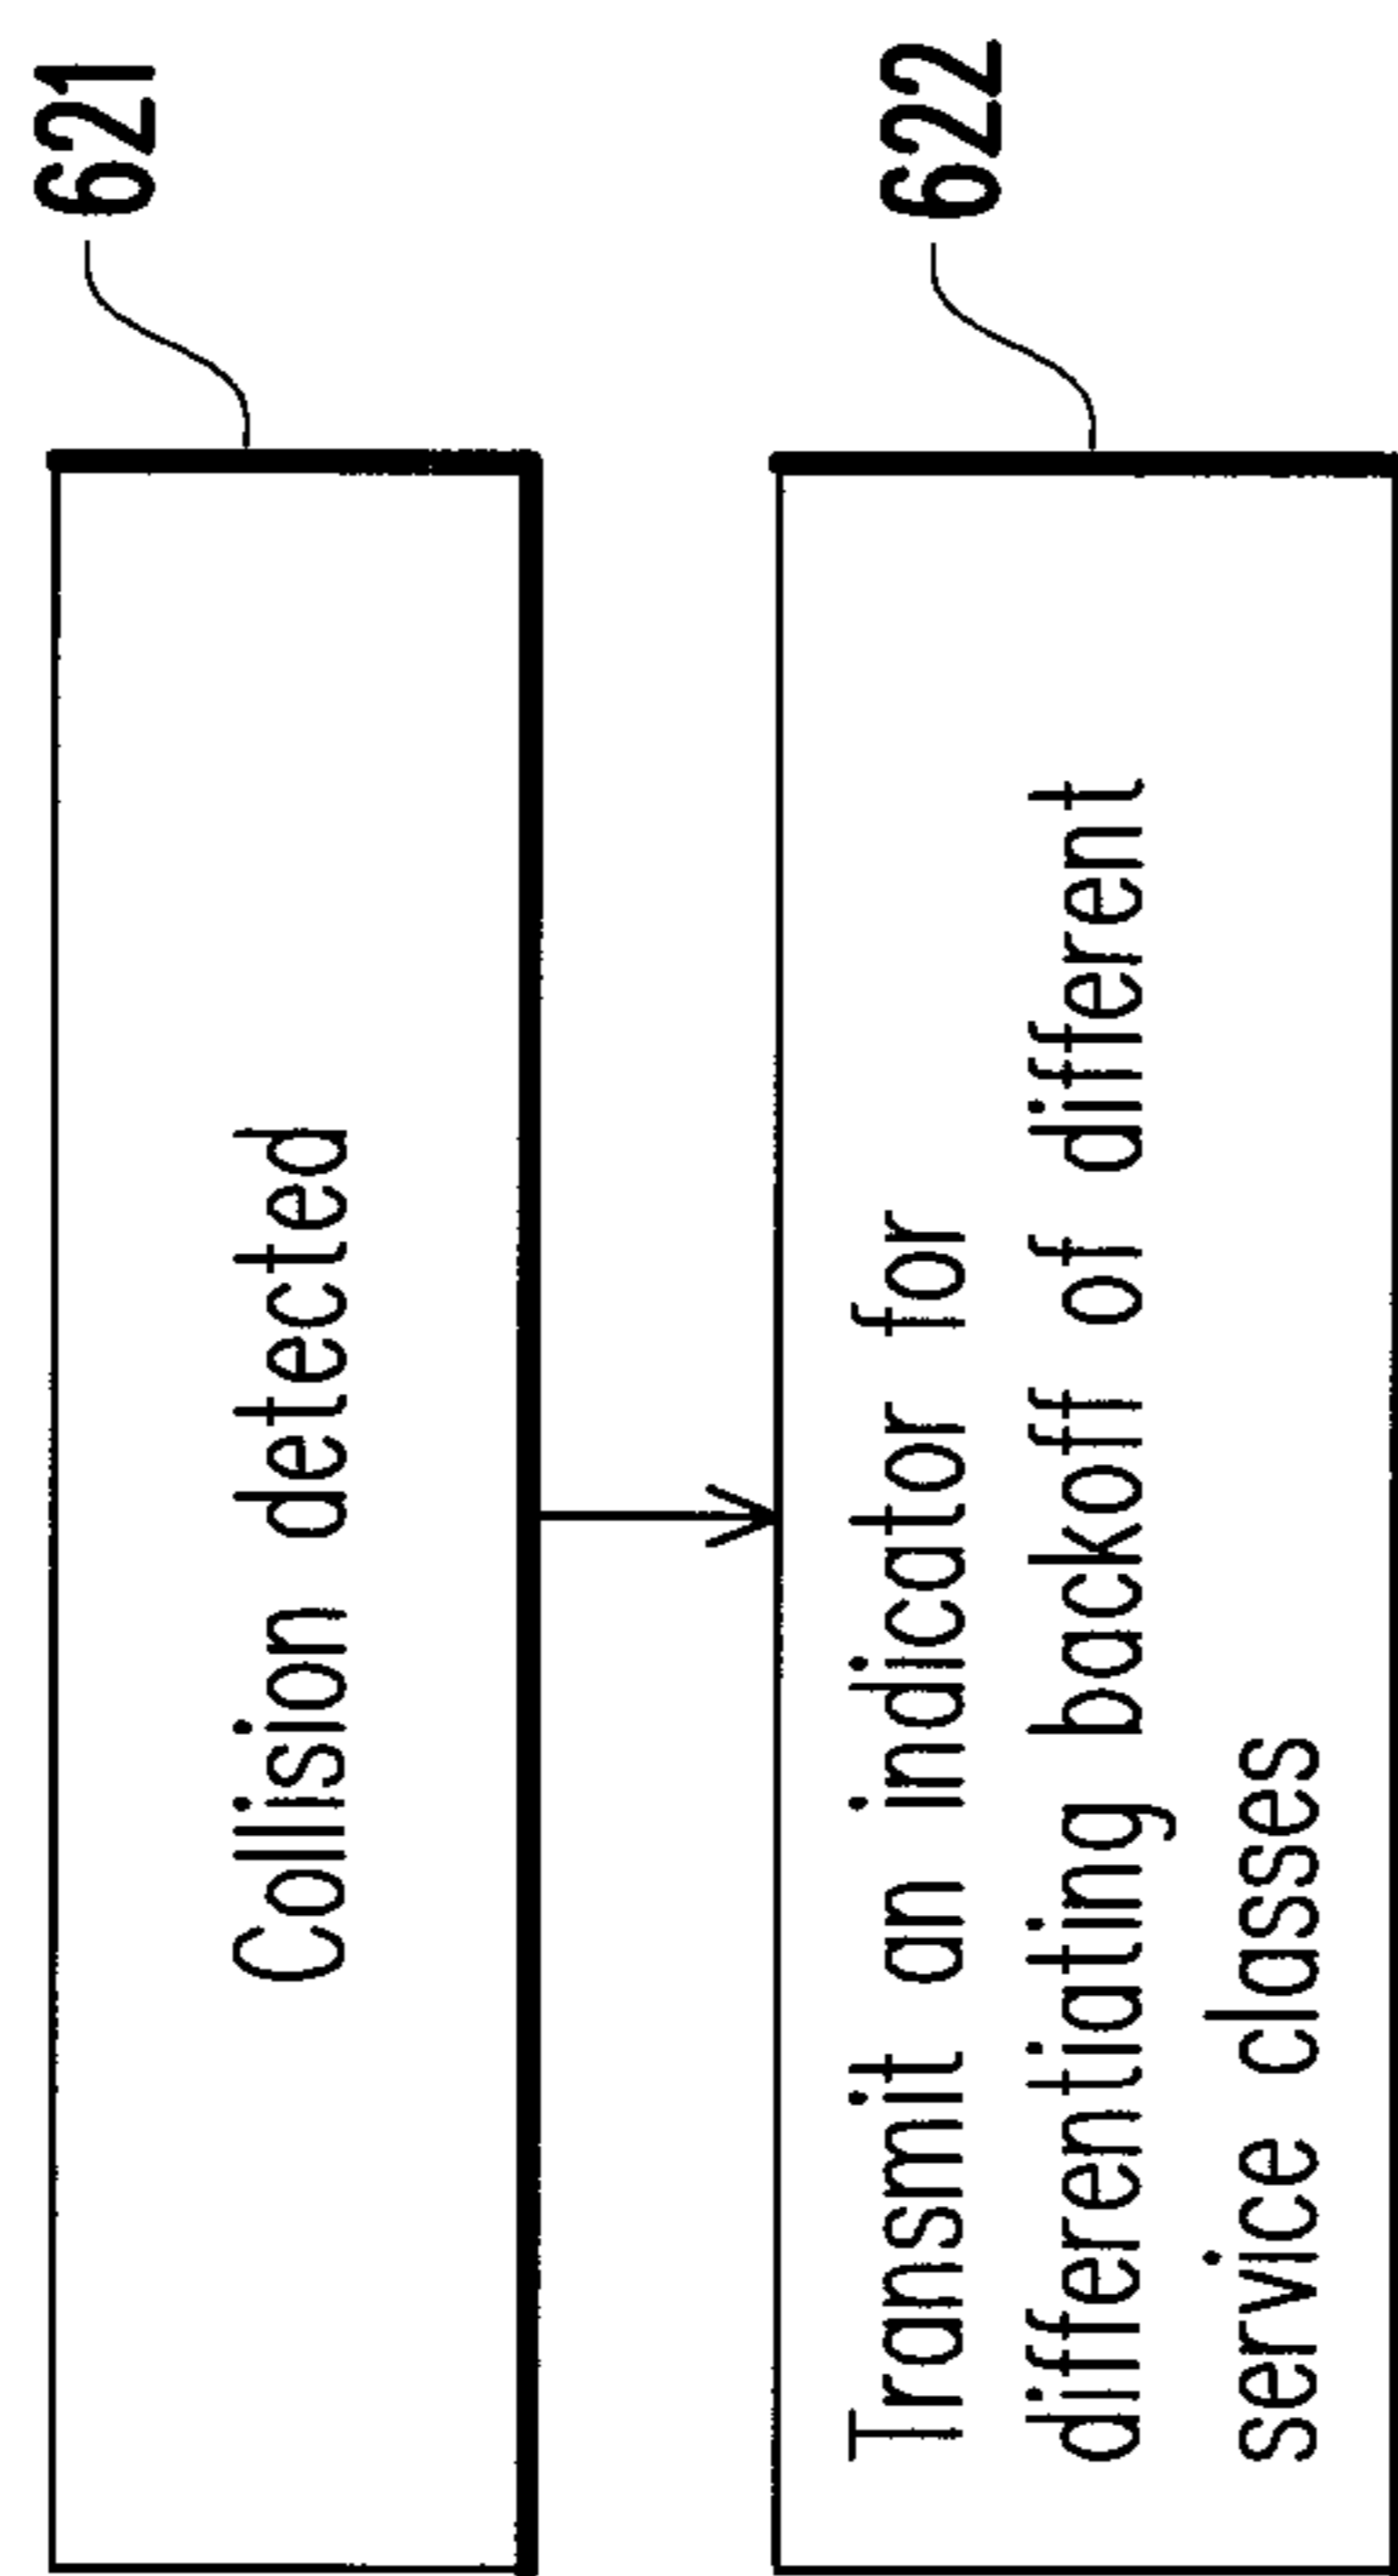 Collision detected
621
Transmit an indicator for
differentiating backoff of different
service classes
622